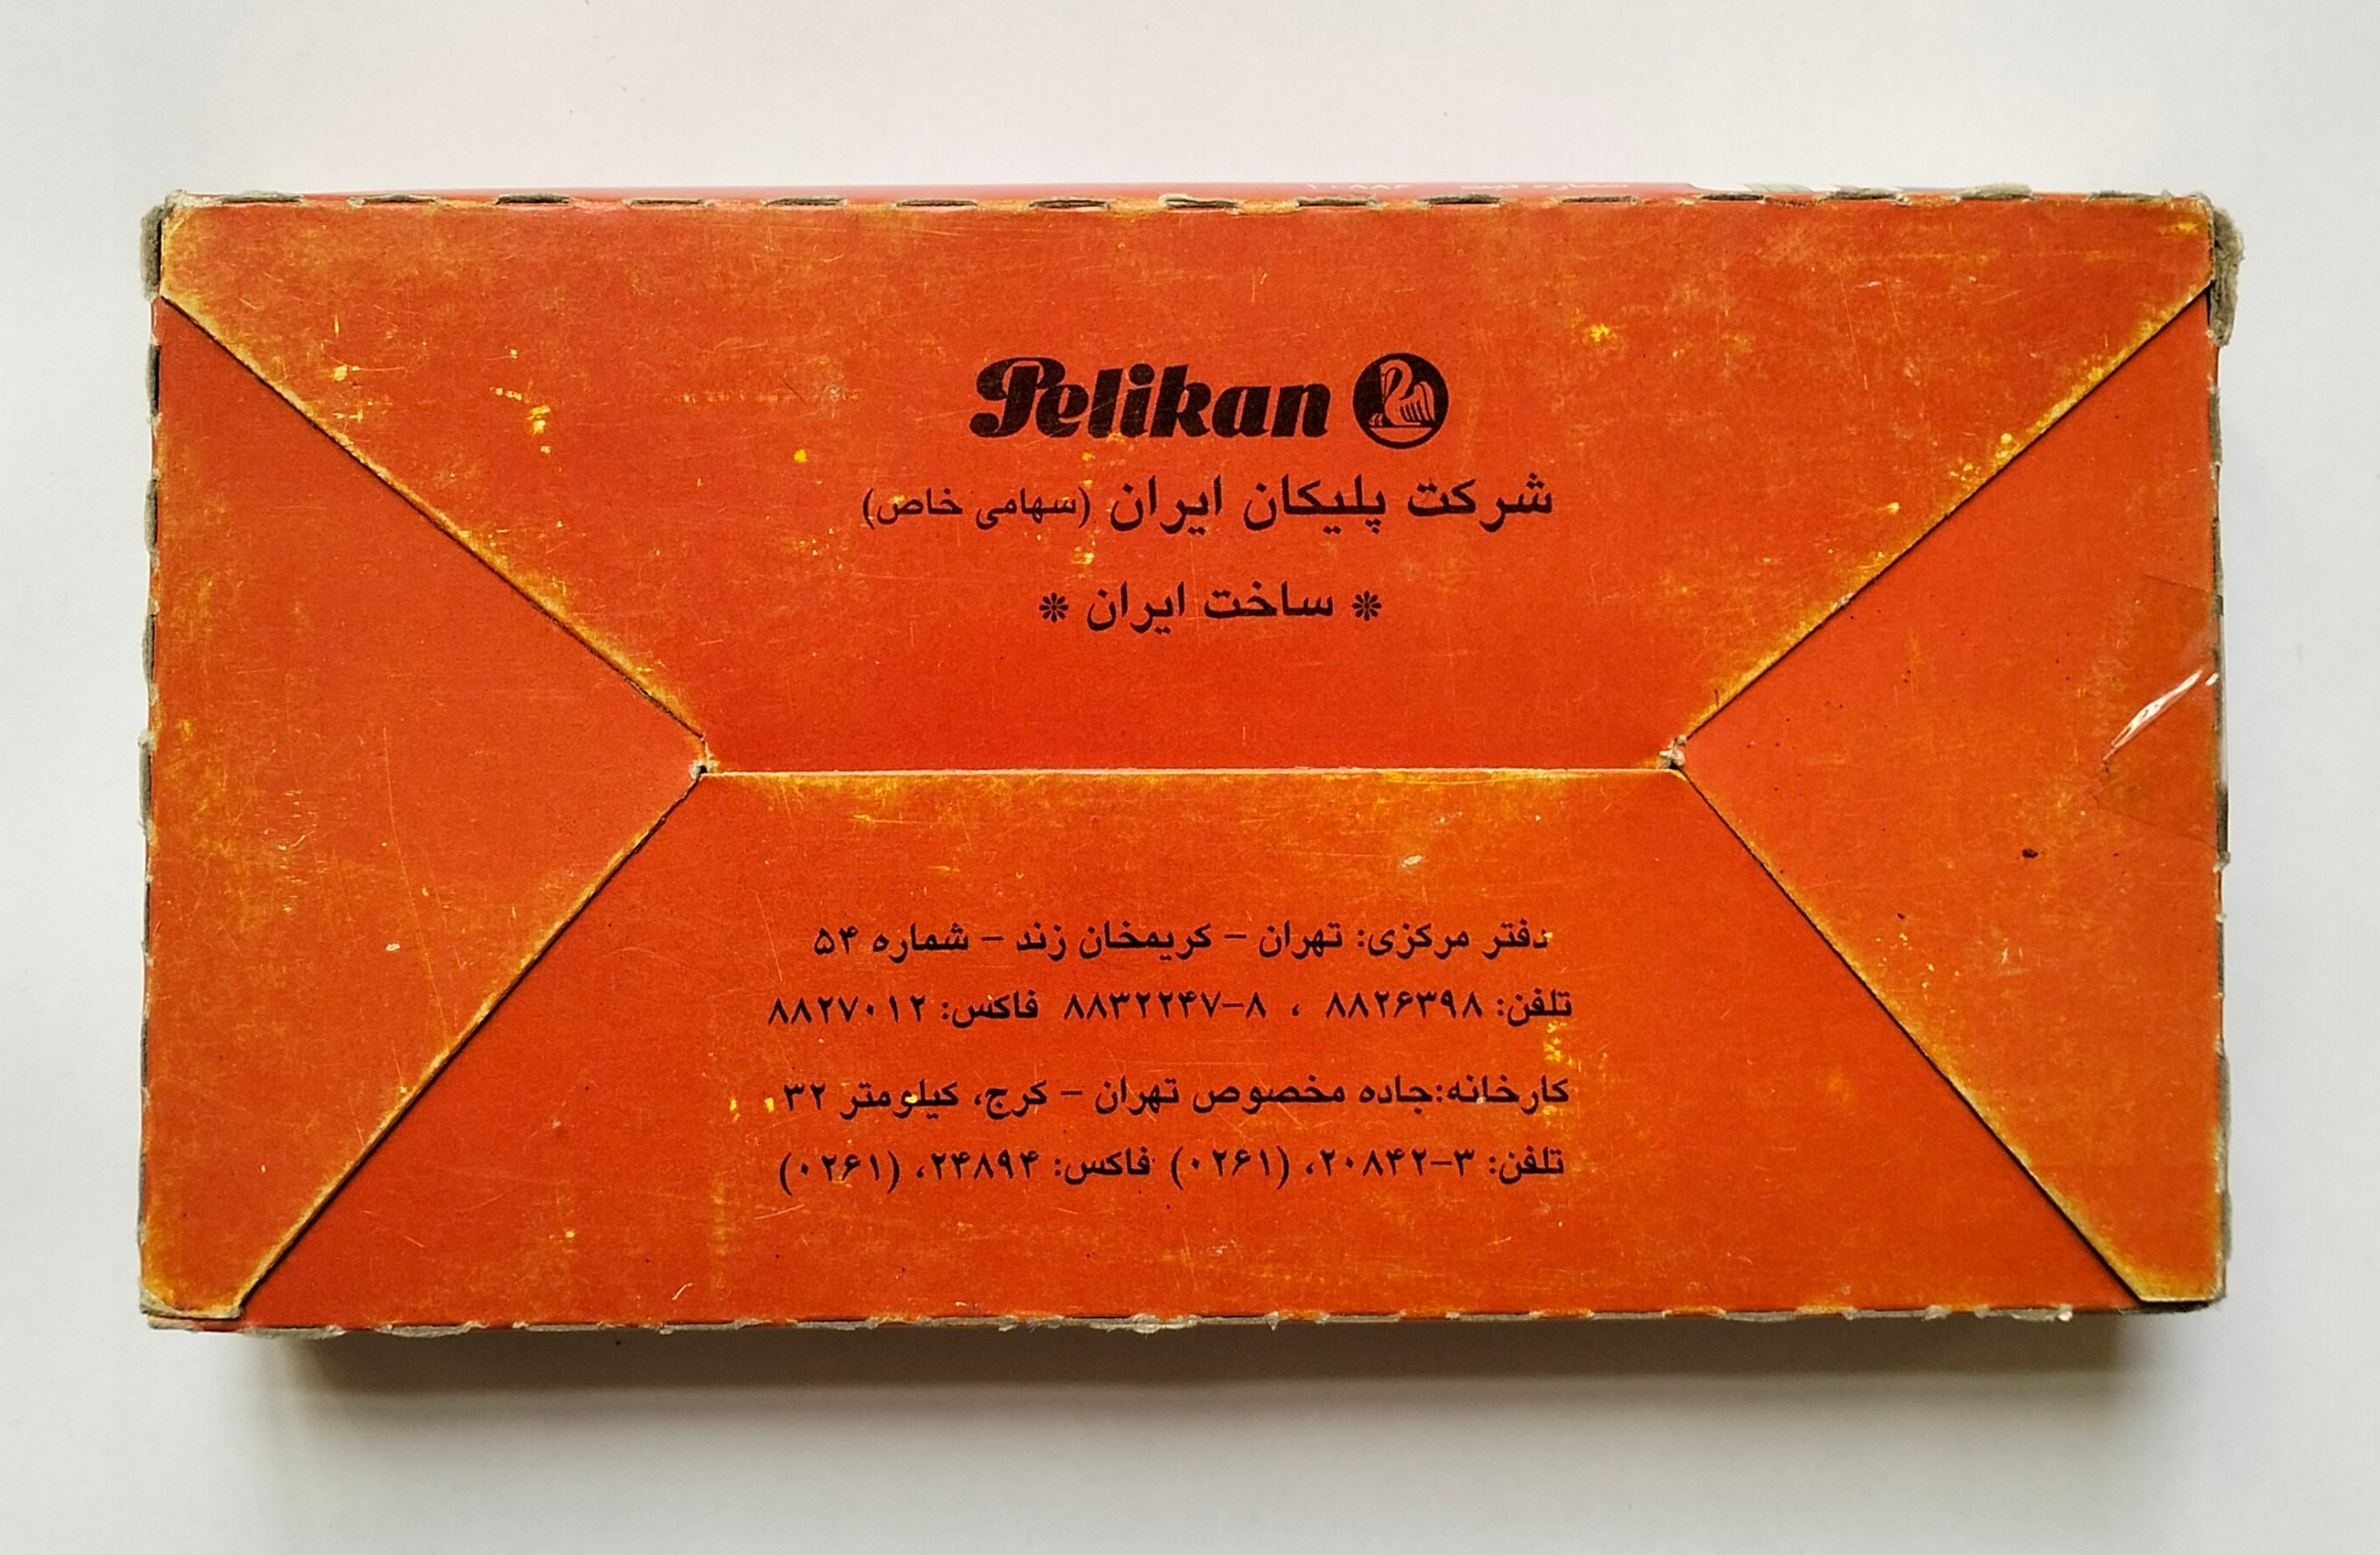 Pelikan
شرکت پلیکان ایران (سهامی خاص)
* ساخت ایران *
دفتر مرکزی: تهران – کریمخان زند – شماره ۵۴
تلفن: ۸۸۲۶۳۹۸ ، ۸–۸۸۳۲۲۴۷ فاکس: ۸۸۲۷۰۱۲
کارخانه:جاده مخصوص تهران – کرج، کیلومتر ۳۲
تلفن: ۳–۲۰۸۴۲، (۰۲۶۱) فاکس: ۲۴۸۹۴، (۰۲۶۱)